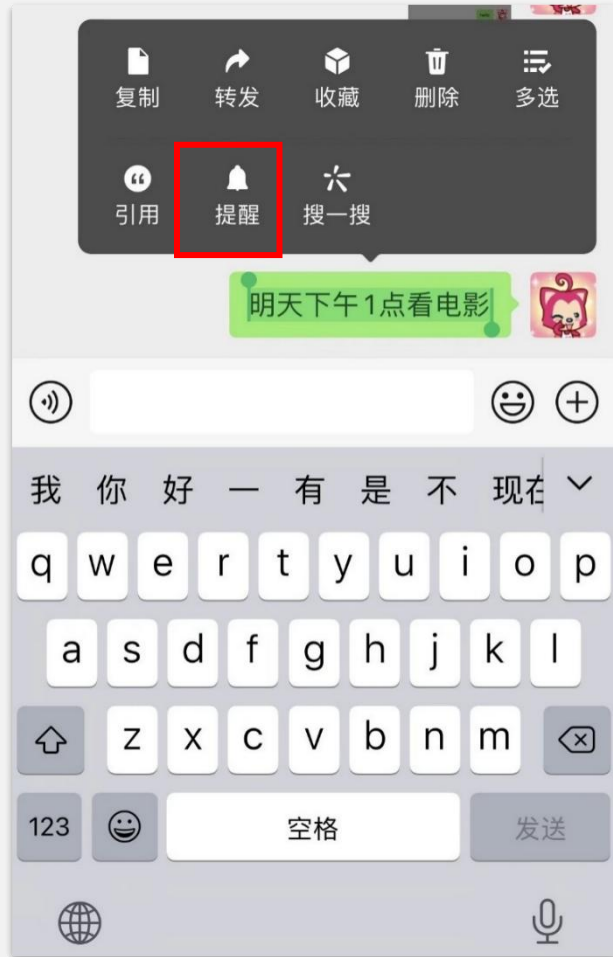 复制 转发 收藏 删除 多选
引用 提醒 搜一搜
明天下午1点看电影
我 你 好 一 有 是 不 现在
q w e r t y u i o p
a s d f g h j k l
z x c v b n m
123 空格 发送